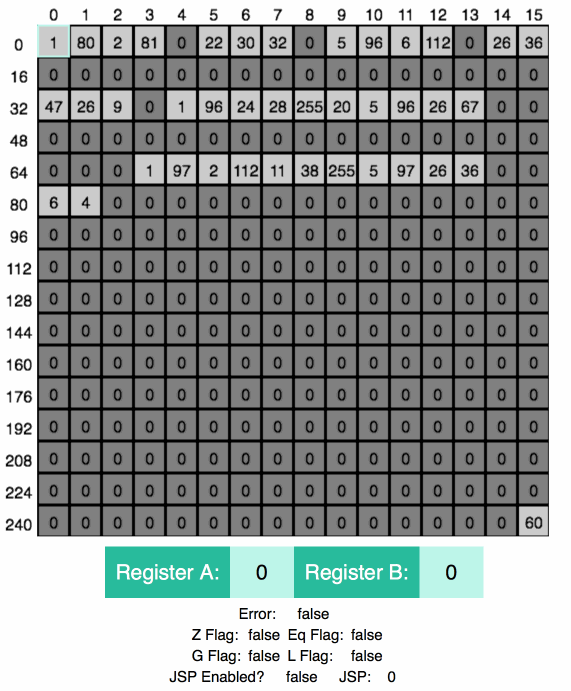 0 1 2 3 4 5 6 7 8 9 10 11 12 13 14 15
0 1 80 2 81 0 22 30 32 0 5 96 6 112 0 26 36
16 0 0 0 0 0 0 0 0 0 0 0 0 0 0 0 0
32 47 26 9 0 1 96 24 28 255 20 5 96 26 67 0 0
48 0 0 0 0 0 0 0 0 0 0 0 0 0 0 0 0
64 0 0 0 1 97 2 112 11 38 255 5 97 26 36 0 0
80 6 4 0 0 0 0 0 0 0 0 0 0 0 0 0 0
96 0 0 0 0 0 0 0 0 0 0 0 0 0 0 0 0
112 0 0 0 0 0 0 0 0 0 0 0 0 0 0 0 0
128 0 0 0 0 0 0 0 0 0 0 0 0 0 0 0 0
144 0 0 0 0 0 0 0 0 0 0 0 0 0 0 0 0
160 0 0 0 0 0 0 0 0 0 0 0 0 0 0 0 0
176 0 0 0 0 0 0 0 0 0 0 0 0 0 0 0 0
192 0 0 0 0 0 0 0 0 0 0 0 0 0 0 0 0
208 0 0 0 0 0 0 0 0 0 0 0 0 0 0 0 0
224 0 0 0 0 0 0 0 0 0 0 0 0 0 0 0 0
240 0 0 0 0 0 0 0 0 0 0 0 0 0 0 0 60
Register A: 0 Register B: 0
Error: false
Z Flag: false Eq Flag: false
G Flag: false L Flag: false
JSP Enabled? false JSP: 0